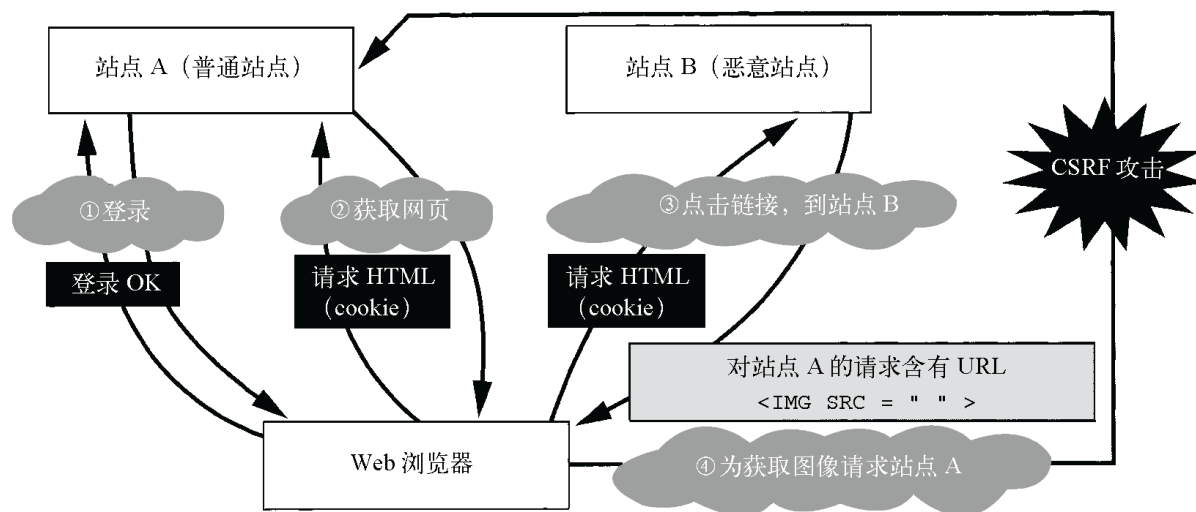 站点 A（普通站点）
站点 B（恶意站点）
CSRF 攻击
①登录
②获取网页
③点击链接，到站点 B
登录 OK
请求 HTML
（cookie）
请求 HTML
（cookie）
对站点 A 的请求含有 URL
<IMG SRC = " " >
Web 浏览器
④为获取图像请求站点 A